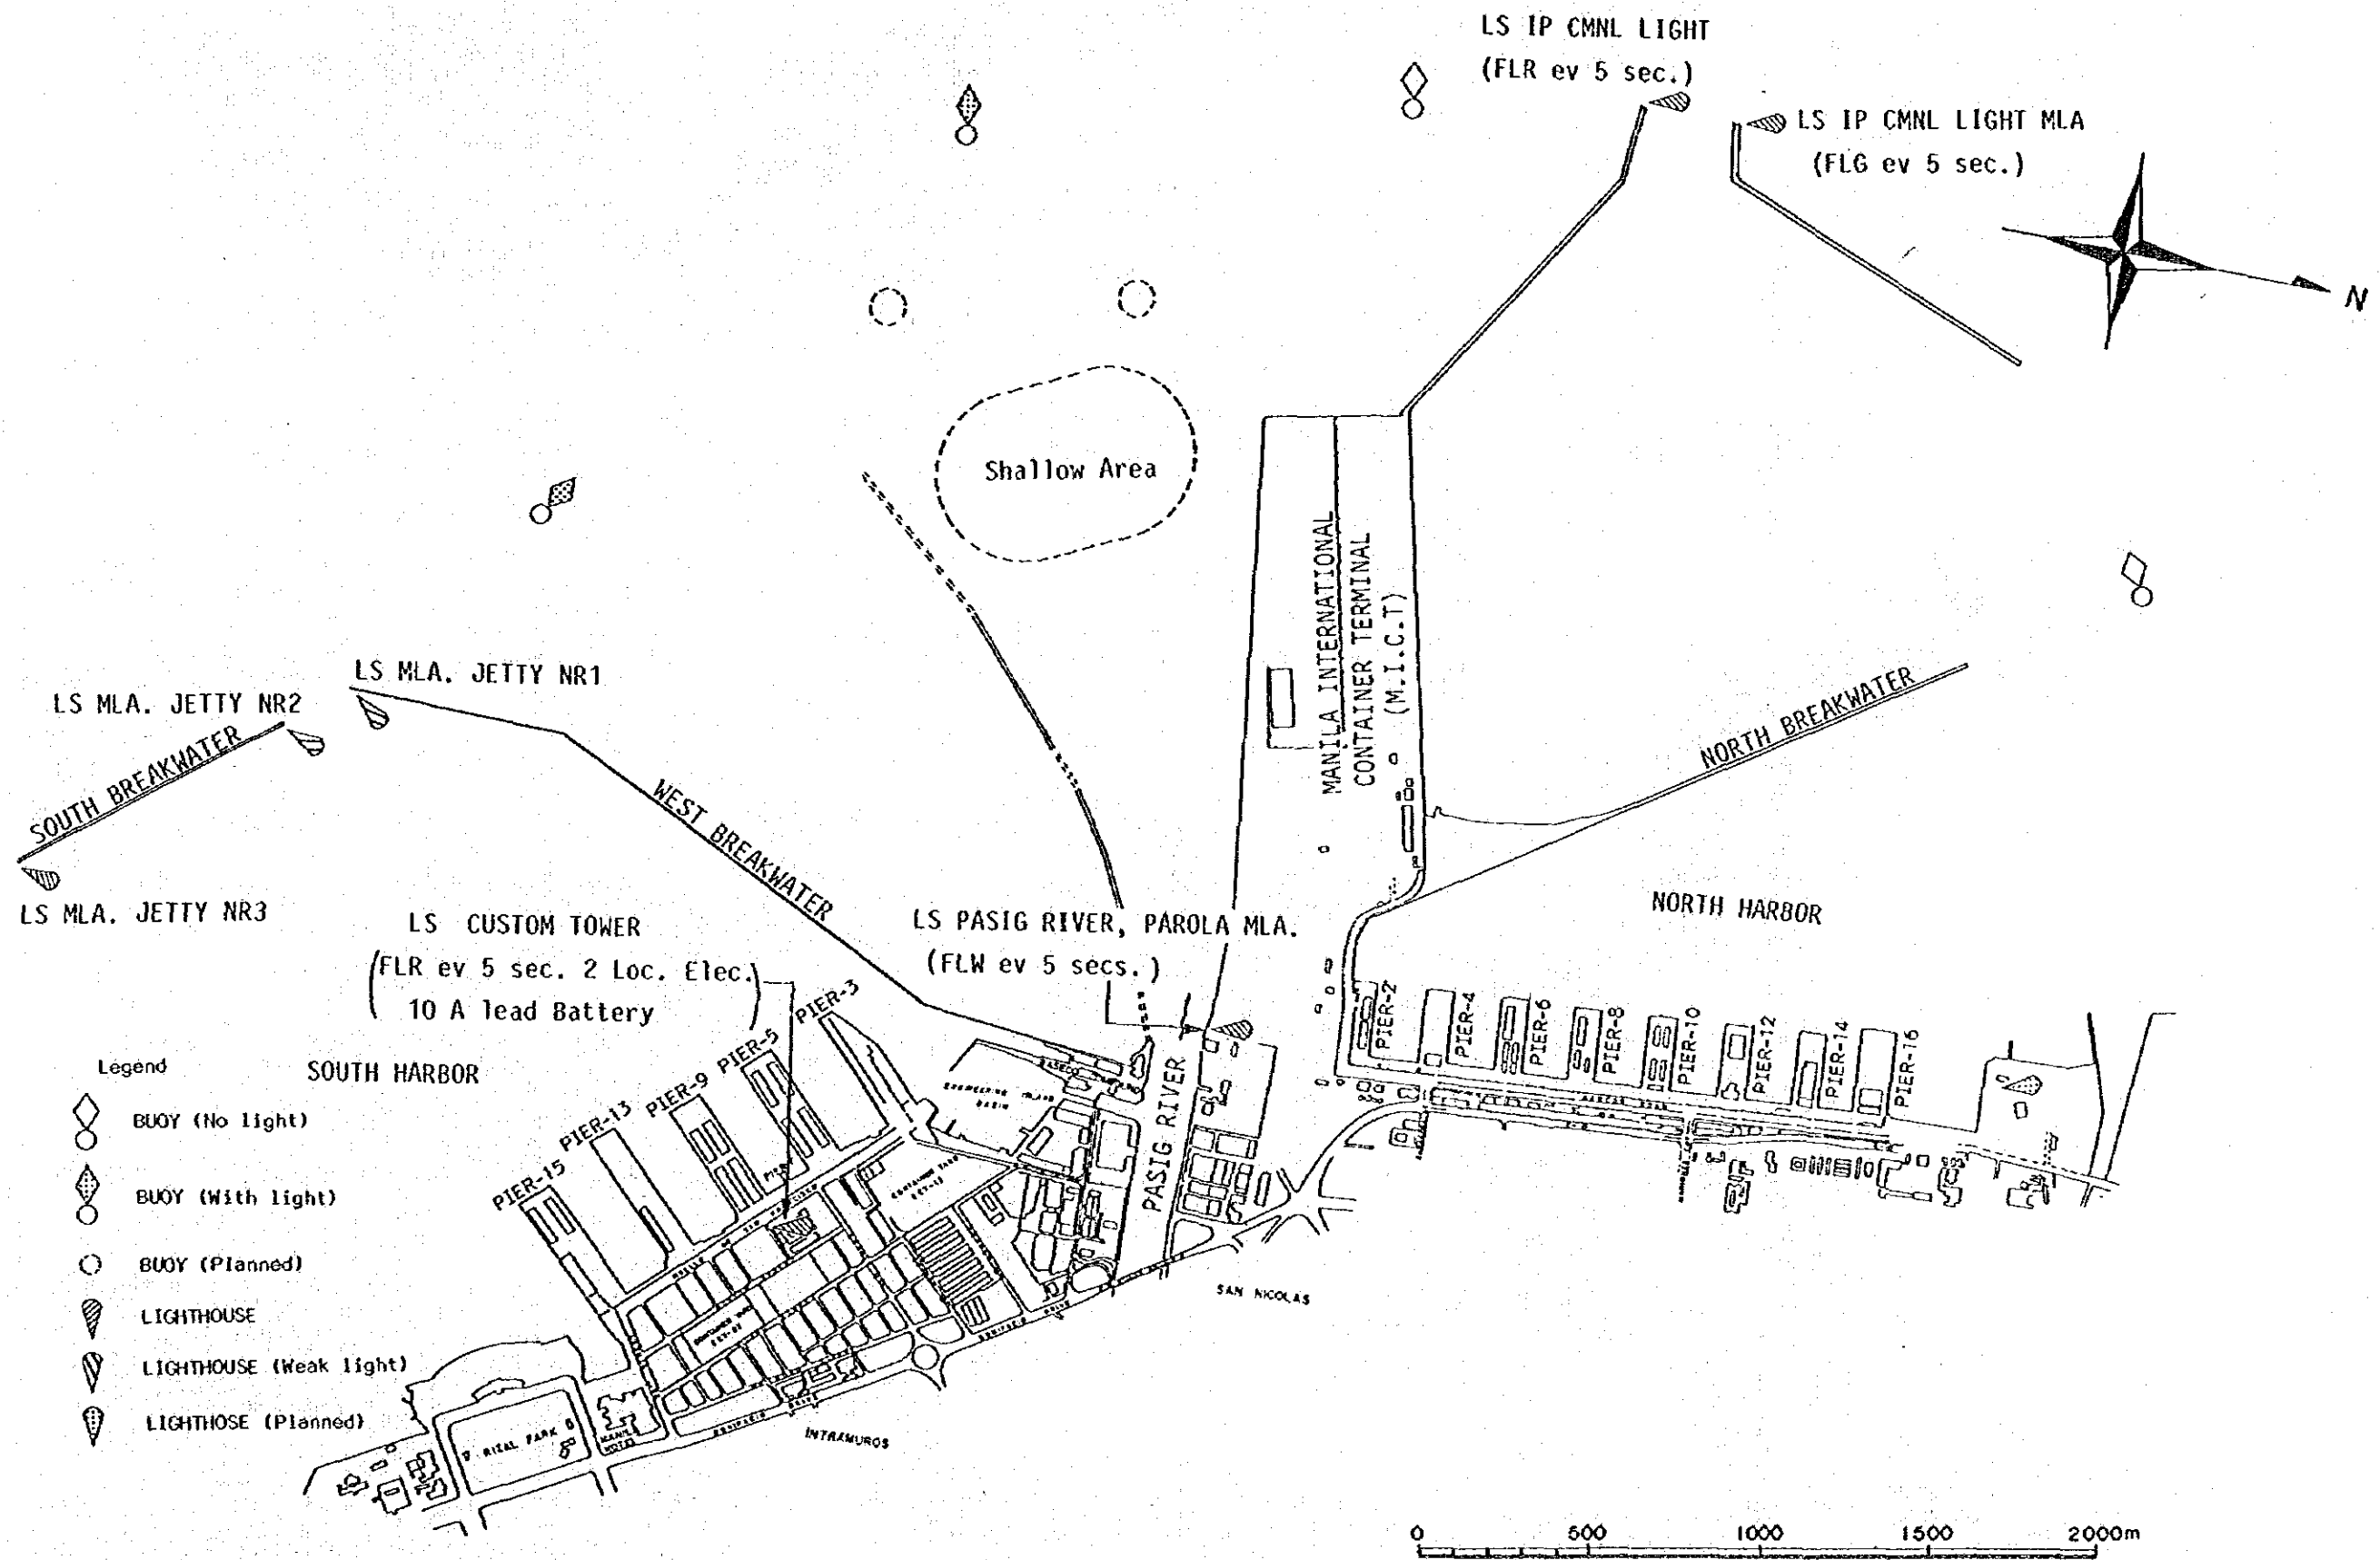 LS IP CMNL LIGHT
(FLR ev 5 sec.)
LS IP CMNL LIGHT MLA
(FLG ev 5 sec.)
N
Shallow Area
MANILA INTERNATIONAL
CONTAINER TERMINAL
(M.I.C.T)
LS MLA. JETTY NR1
LS MLA. JETTY NR2
SOUTH BREAKWATER
LS MLA. JETTY NR3
WEST BREAKWATER
NORTH BREAKWATER
NORTH HARBOR
LS CUSTOM TOWER
(FLR ev 5 sec. 2 Loc. Elec.)
10 A lead Battery
LS PASIG RIVER, PAROLA MLA.
(FLW ev 5 secs.)
PIER-3
PIER-5
PIER-9
PIER-13
PIER-15
PIER-2
PIER-4
PIER-6
PIER-8
PIER-10
PIER-12
PIER-14
PIER-16
SOUTH HARBOR
ENGINEERING ISLAND
BASIN
PASIG RIVER
SAN NICOLAS
INTRAMUROS
RIZAL PARK
Legend
BUOY (No light)
BUOY (With light)
BUOY (Planned)
LIGHTHOUSE
LIGHTHOUSE (Weak light)
LIGHTHOSE (Planned)
0 500 1000 1500 2000m